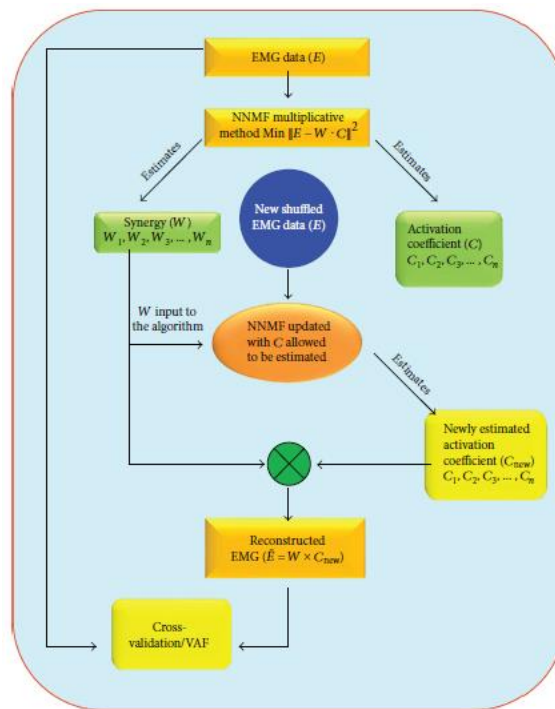 EMG data (E)
NNMF multiplicative
method Min ‖E – W · C‖²
Estimates
Estimates
Synergy (W)
W₁, W₂, W₃, ... , Wₙ
New shuffled
EMG data (E)
Activation
coefficient (C)
C₁, C₂, C₃, ... , Cₙ
W input to
the algorithm
NNMF updated
with C allowed
to be estimated
Estimates
Newly estimated
activation
coefficient (Cnew)
C₁, C₂, C₃, ... , Cₙ
Reconstructed
EMG (Ê = W × Cnew)
Cross-
validation/VAF